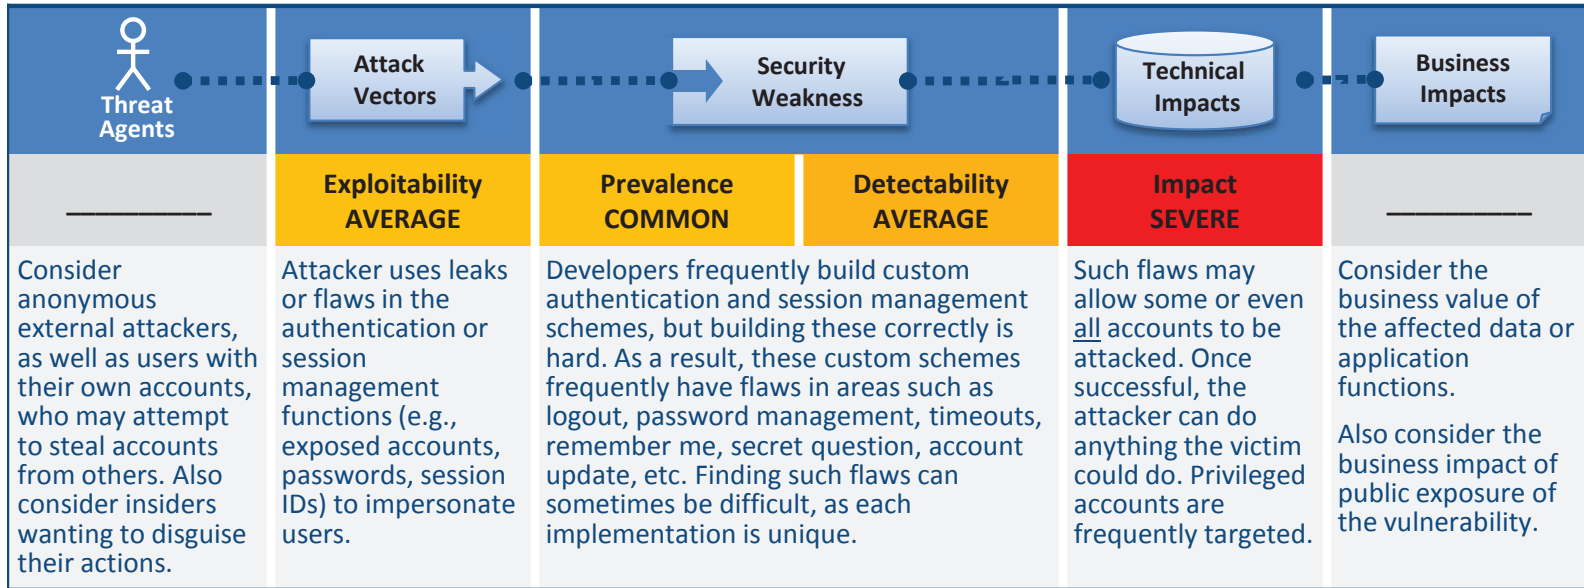 Threat
Agents
Attack
Vectors
Security
Weakness
Technical
Impacts
Business
Impacts
__________
Exploitability
AVERAGE
Prevalence
COMMON
Detectability
AVERAGE
Impact
SEVERE
__________
Consider
anonymous
external attackers,
as well as users with
their own accounts,
who may attempt
to steal accounts
from others. Also
consider insiders
wanting to disguise
their actions.
Attacker uses leaks
or flaws in the
authentication or
session
management
functions (e.g.,
exposed accounts,
passwords, session
IDs) to impersonate
users.
Developers frequently build custom
authentication and session management
schemes, but building these correctly is
hard. As a result, these custom schemes
frequently have flaws in areas such as
logout, password management, timeouts,
remember me, secret question, account
update, etc. Finding such flaws can
sometimes be difficult, as each
implementation is unique.
Such flaws may
allow some or even
all accounts to be
attacked. Once
successful, the
attacker can do
anything the victim
could do. Privileged
accounts are
frequently targeted.
Consider the
business value of
the affected data or
application
functions.
Also consider the
business impact of
public exposure of
the vulnerability.